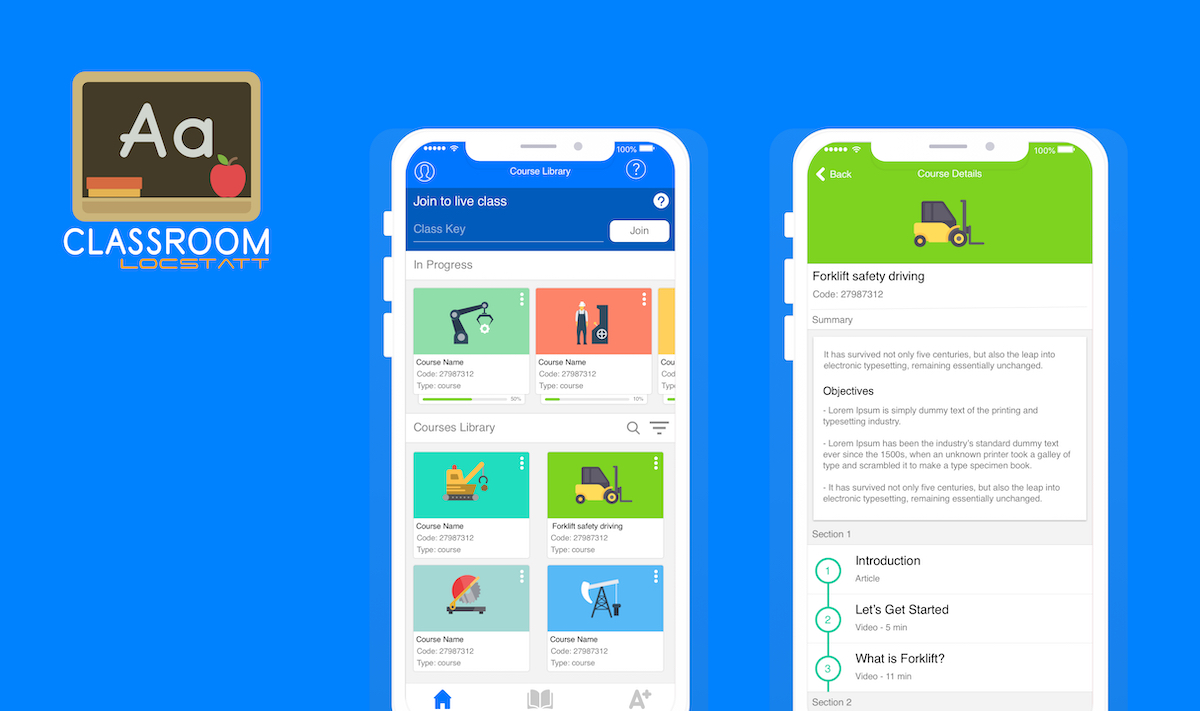 Aa
CLASSROOM
LOCSTATT
100%
Course Library
?
Join to live class
?
Class Key
Join
In Progress
Course Name
Code: 27987312
Type: course
50%
Course Name
Code: 27987312
Type: course
10%
Cou
Cod
Typ
Courses Library
Course Name
Code: 27987312
Type: course
Forklift safety driving
Code: 27987312
Type: course
Course Name
Code: 27987312
Type: course
Course Name
Code: 27987312
Type: course
A+
100%
Back
Course Details
Forklift safety driving
Code: 27987312
Summary
It has survived not only five centuries, but also the leap into
electronic typesetting, remaining essentially unchanged.
Objectives
- Lorem Ipsum is simply dummy text of the printing and
typesetting industry.
- Lorem Ipsum has been the industry's standard dummy text
ever since the 1500s, when an unknown printer took a galley of
type and scrambled it to make a type specimen book.
- It has survived not only five centuries, but also the leap into
electronic typesetting, remaining essentially unchanged.
Section 1
1
Introduction
Article
2
Let's Get Started
Video - 5 min
3
What is Forklift?
Video - 11 min
Section 2